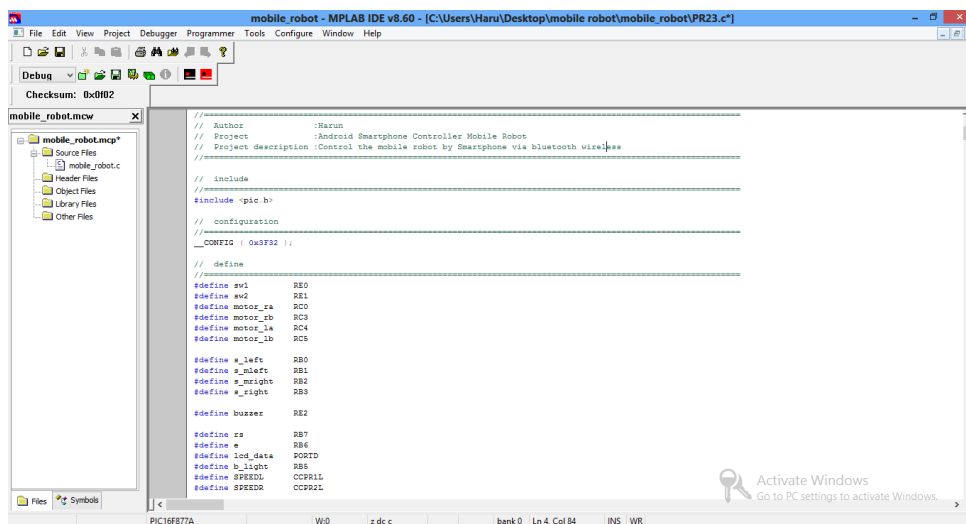 mobile_robot - MPLAB IDE v8.60 - [C:\Users\Haru\Desktop\mobile robot\mobile_robot\PR23.c*]
File Edit View Project Debugger Programmer Tools Configure Window Help
Debug
Checksum: 0x0f02
mobile_robot.mcw
mobile_robot.mcp*
Source Files
mobile_robot.c
Header Files
Object Files
Library Files
Other Files
Files Symbols
//==========================================================================
// Author :Harun
// Project :Android Smartphone Controller Mobile Robot
// Project description :Control the mobile robot by Smartphone via bluetooth wireless
//==========================================================================
// include
//==========================================================================
#include <pic.h>
// configuration
//==========================================================================
__CONFIG ( 0x3F32 );
// define
//==========================================================================
#define sw1 RE0
#define sw2 RE1
#define motor_ra RC0
#define motor_rb RC3
#define motor_la RC4
#define motor_lb RC5
#define s_left RB0
#define s_mleft RB1
#define s_mright RB2
#define s_right RB3
#define buzzer RE2
#define rs RB7
#define e RB6
#define lcd_data PORTD
#define b_light RB5
#define SPEEDL CCPR1L
#define SPEEDR CCPR2L
Activate Windows
Go to PC settings to activate Windows.
PIC16F877A W:0 z dc c bank 0 Ln 4, Col 84 INS WR